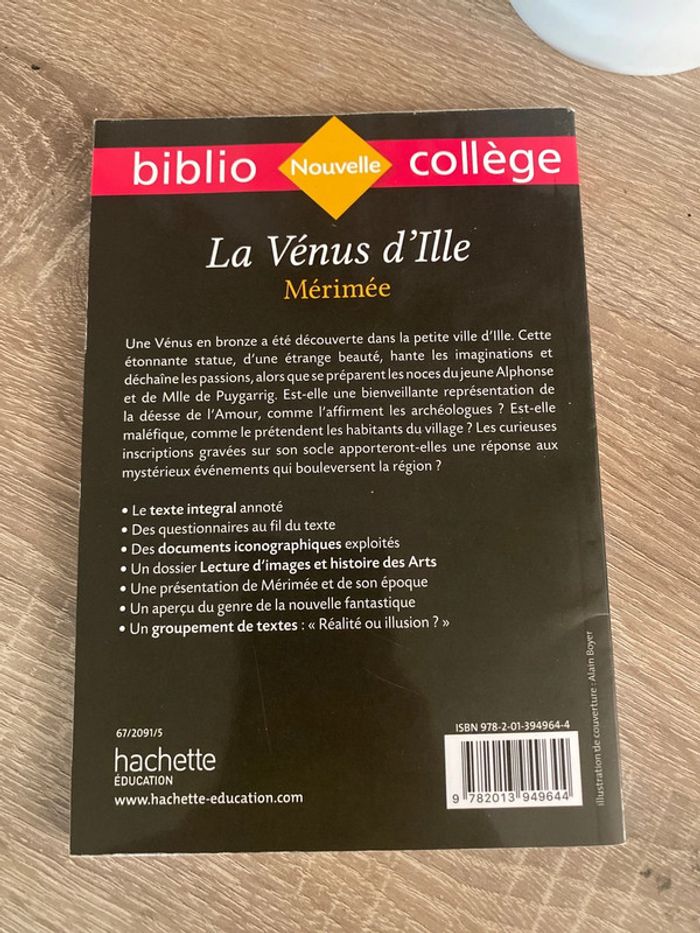 biblio Nouvelle collège
La Vénus d'Ille
Mérimée
Une Vénus en bronze a été découverte dans la petite ville d'Ille. Cette
étonnante statue, d'une étrange beauté, hante les imaginations et
déchaîne les passions, alors que se préparent les noces du jeune Alphonse
et de Mlle de Puygarrig. Est-elle une bienveillante représentation de
la déesse de l'Amour, comme l'affirment les archéologues ? Est-elle
maléfique, comme le prétendent les habitants du village ? Les curieuses
inscriptions gravées sur son socle apporteront-elles une réponse aux
mystérieux événements qui bouleversent la région ?
• Le texte integral annoté
• Des questionnaires au fil du texte
• Des documents iconographiques exploités
• Un dossier Lecture d'images et histoire des Arts
• Une présentation de Mérimée et de son époque
• Un aperçu du genre de la nouvelle fantastique
• Un groupement de textes : « Réalité ou illusion ? »
67/2091/5
hachette
ÉDUCATION
www.hachette-education.com
ISBN 978-2-01-394964-4
9 782013 949644
illustration de couverture : Alain Boyer